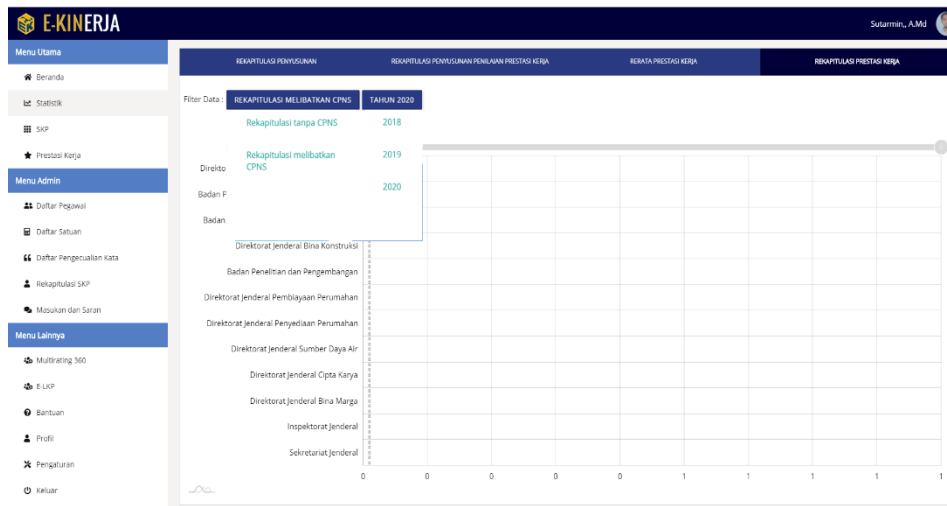 E-KINERJA
Sutarmin,, A.Md
Menu Utama
Beranda
Statistik
SKP
Prestasi Kerja
Menu Admin
Daftar Pegawai
Daftar Satuan
Daftar Pengecualian Kata
Rekapitulasi SKP
Masukan dan Saran
Menu Lainnya
Multirating 360
E-LKP
Bantuan
Profil
Pengaturan
Keluar
REKAPITULASI PENYUSUNAN
REKAPITULASI PENYUSUNAN PENILAIAN PRESTASI KERJA
RERATA PRESTASI KERJA
REKAPITULASI PRESTASI KERJA
Filter Data :
REKAPITULASI MELIBATKAN CPNS
TAHUN 2020
Rekapitulasi tanpa CPNS
2018
Rekapitulasi melibatkan
CPNS
2019
2020
Direkto
Badan P
Badan
Direktorat Jenderal Bina Konstruksi
Badan Penelitian dan Pengembangan
Direktorat Jenderal Pembiayaan Perumahan
Direktorat Jenderal Penyediaan Perumahan
Direktorat Jenderal Sumber Daya Air
Direktorat Jenderal Cipta Karya
Direktorat Jenderal Bina Marga
Inspektorat Jenderal
Sekretariat Jenderal
0 0 0 0 0 1 1 1 1 1